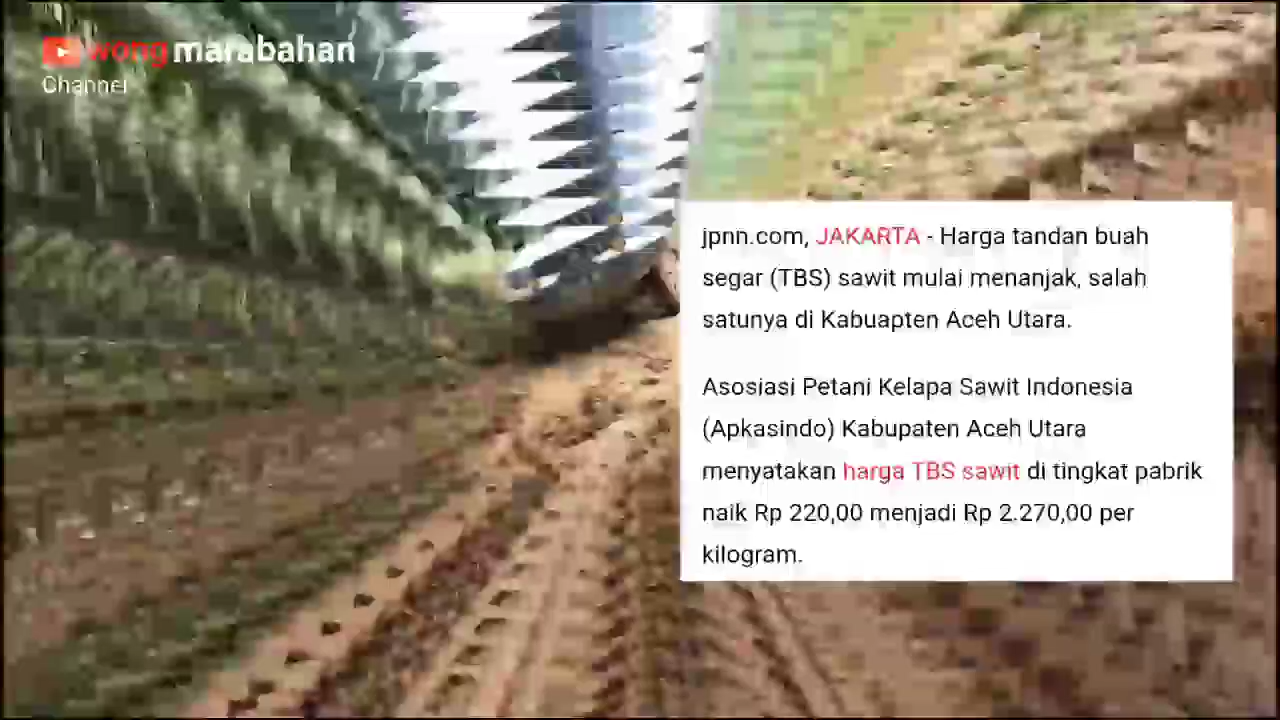 wong marabahan
Channel
jpnn.com, JAKARTA - Harga tandan buah
segar (TBS) sawit mulai menanjak, salah
satunya di Kabuapten Aceh Utara.
Asosiasi Petani Kelapa Sawit Indonesia
(Apkasindo) Kabupaten Aceh Utara
menyatakan harga TBS sawit di tingkat pabrik
naik Rp 220,00 menjadi Rp 2.270,00 per
kilogram.